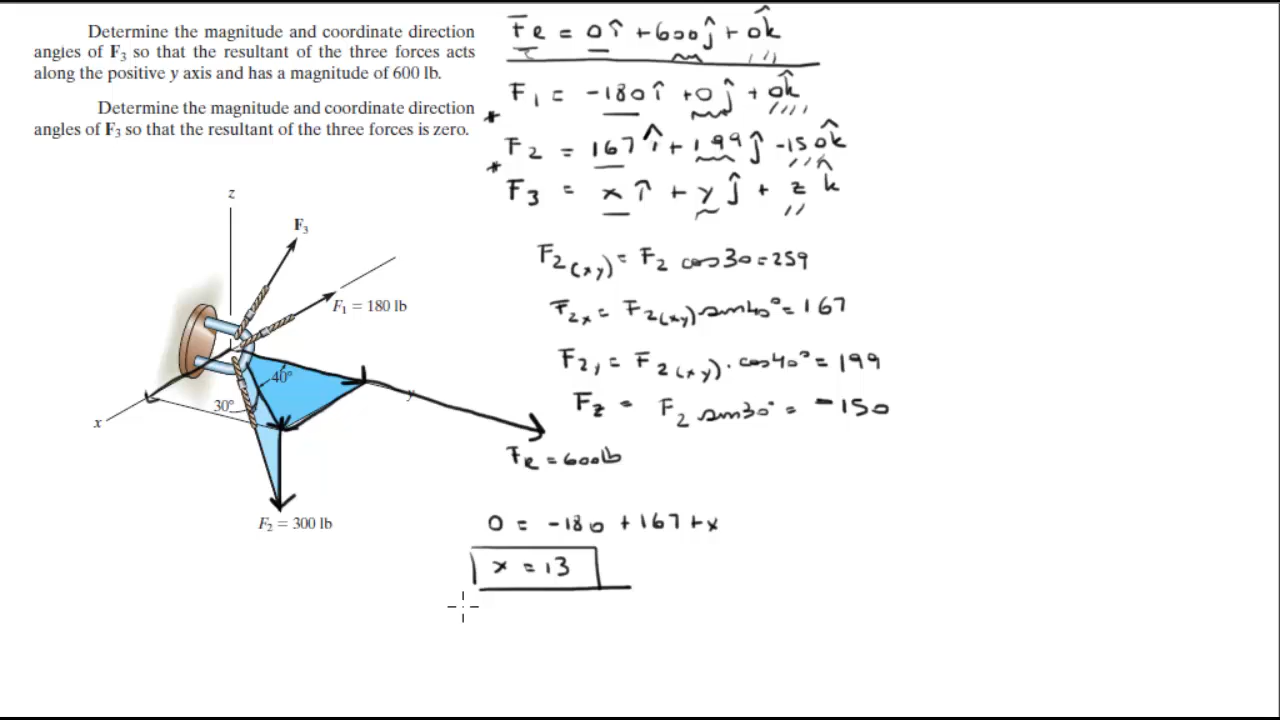 Determine the magnitude and coordinate direction
angles of F₃ so that the resultant of the three forces acts
along the positive y axis and has a magnitude of 600 lb.
Determine the magnitude and coordinate direction
angles of F₃ so that the resultant of the three forces is zero.
z
F₃
F₁ = 180 lb
40°
30°
y
x
F₂ = 300 lb
F̄R = 0î + 600ĵ + 0k̂
F₁ = -180î + 0ĵ + 0k̂
* F₂ = 167î + 199ĵ - 150k̂
* F₃ = xî + yĵ + zk̂
F₂(xy) = F₂ cos30 = 259
F₂x = F₂(xy) sin40° = 167
F₂y = F₂(xy) . cos40° = 199
Fz = F₂ sin30° = -150
FR = 600lb
0 = -180 + 167 + x
x = 13